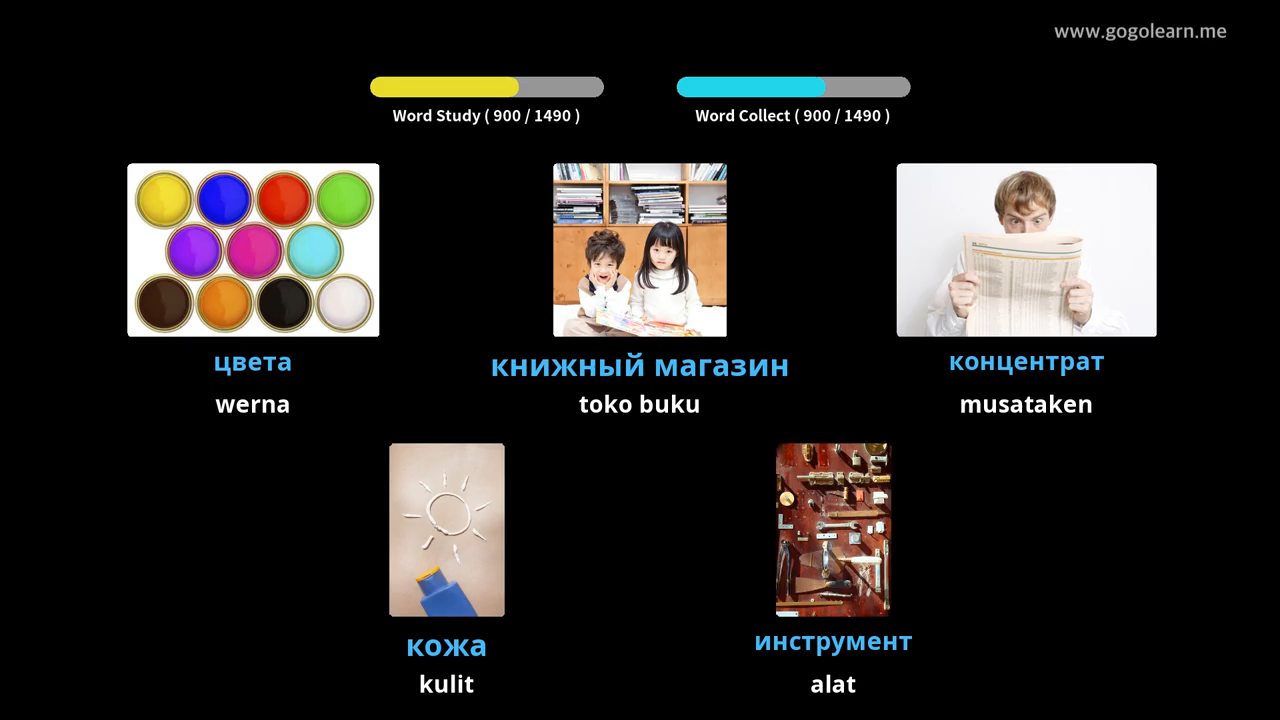 www.gogolearn.me
Word Study ( 900 / 1490 )
Word Collect ( 900 / 1490 )
цвета
werna
книжный магазин
toko buku
концентрат
musataken
кожа
kulit
инструмент
alat